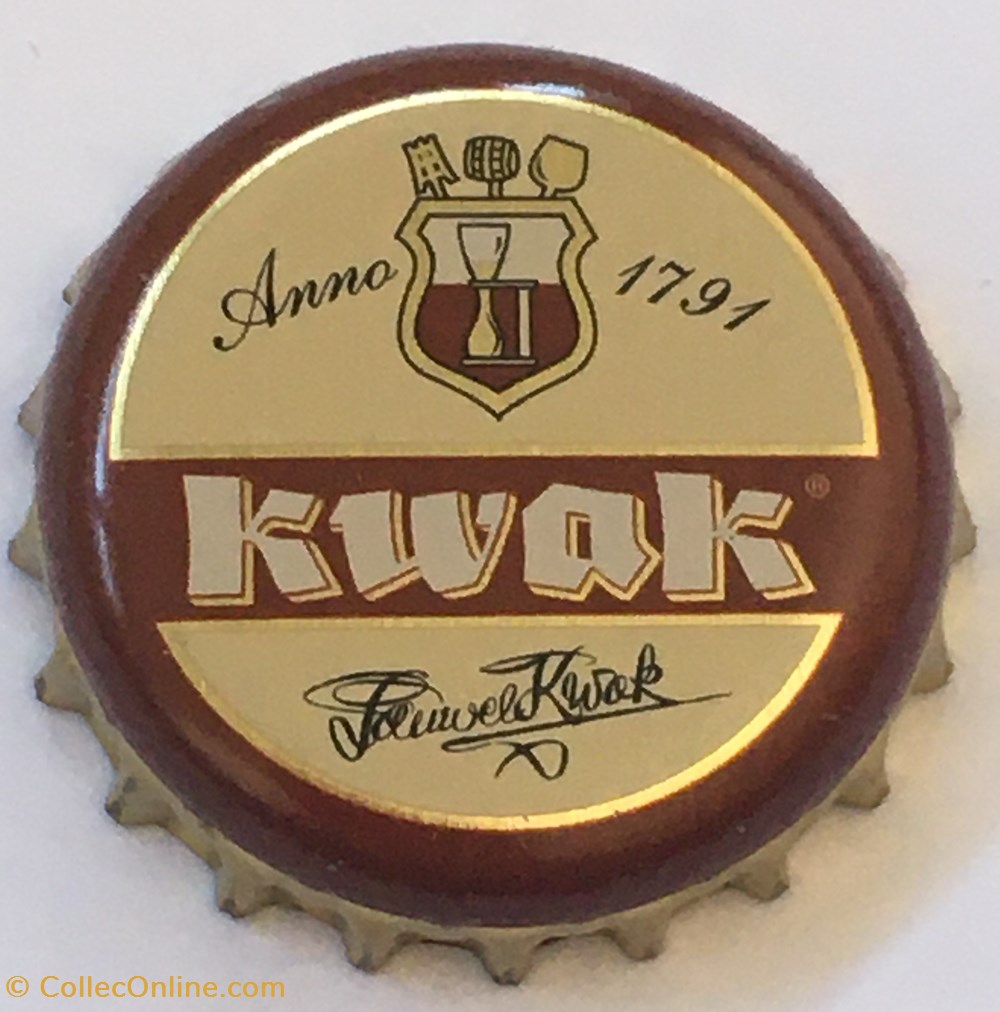 Anno 1791
kwak®
Pauwel Kwak
© CollecOnline.com